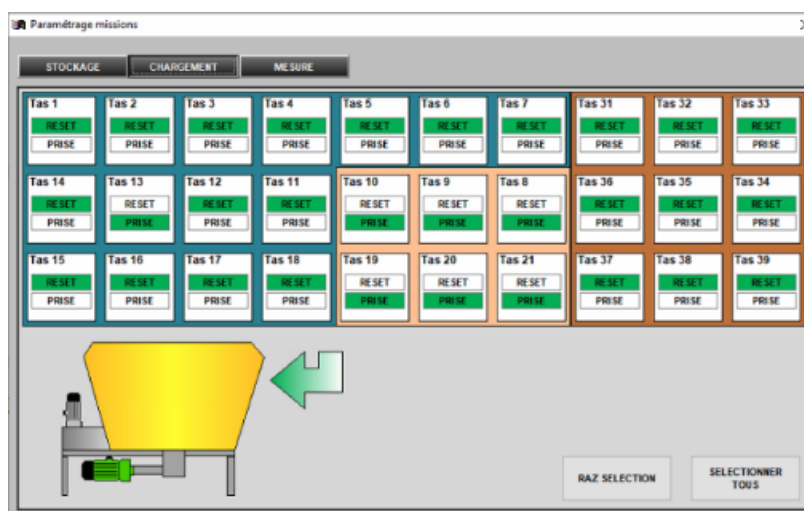 Paramétrage missions
STOCKAGE CHARGEMENT MESURE
Tas 1 Tas 2 Tas 3 Tas 4 Tas 5 Tas 6 Tas 7 Tas 31 Tas 32 Tas 33
RESET RESET RESET RESET RESET RESET RESET RESET RESET RESET
PRISE PRISE PRISE PRISE PRISE PRISE PRISE PRISE PRISE PRISE
Tas 14 Tas 13 Tas 12 Tas 11 Tas 10 Tas 9 Tas 8 Tas 36 Tas 35 Tas 34
RESET RESET RESET RESET RESET RESET RESET RESET RESET RESET
PRISE PRISE PRISE PRISE PRISE PRISE PRISE PRISE PRISE PRISE
Tas 15 Tas 16 Tas 17 Tas 18 Tas 19 Tas 20 Tas 21 Tas 37 Tas 38 Tas 39
RESET RESET RESET RESET RESET RESET RESET RESET RESET RESET
PRISE PRISE PRISE PRISE PRISE PRISE PRISE PRISE PRISE PRISE
RAZ SELECTION
SELECTIONNER
TOUS